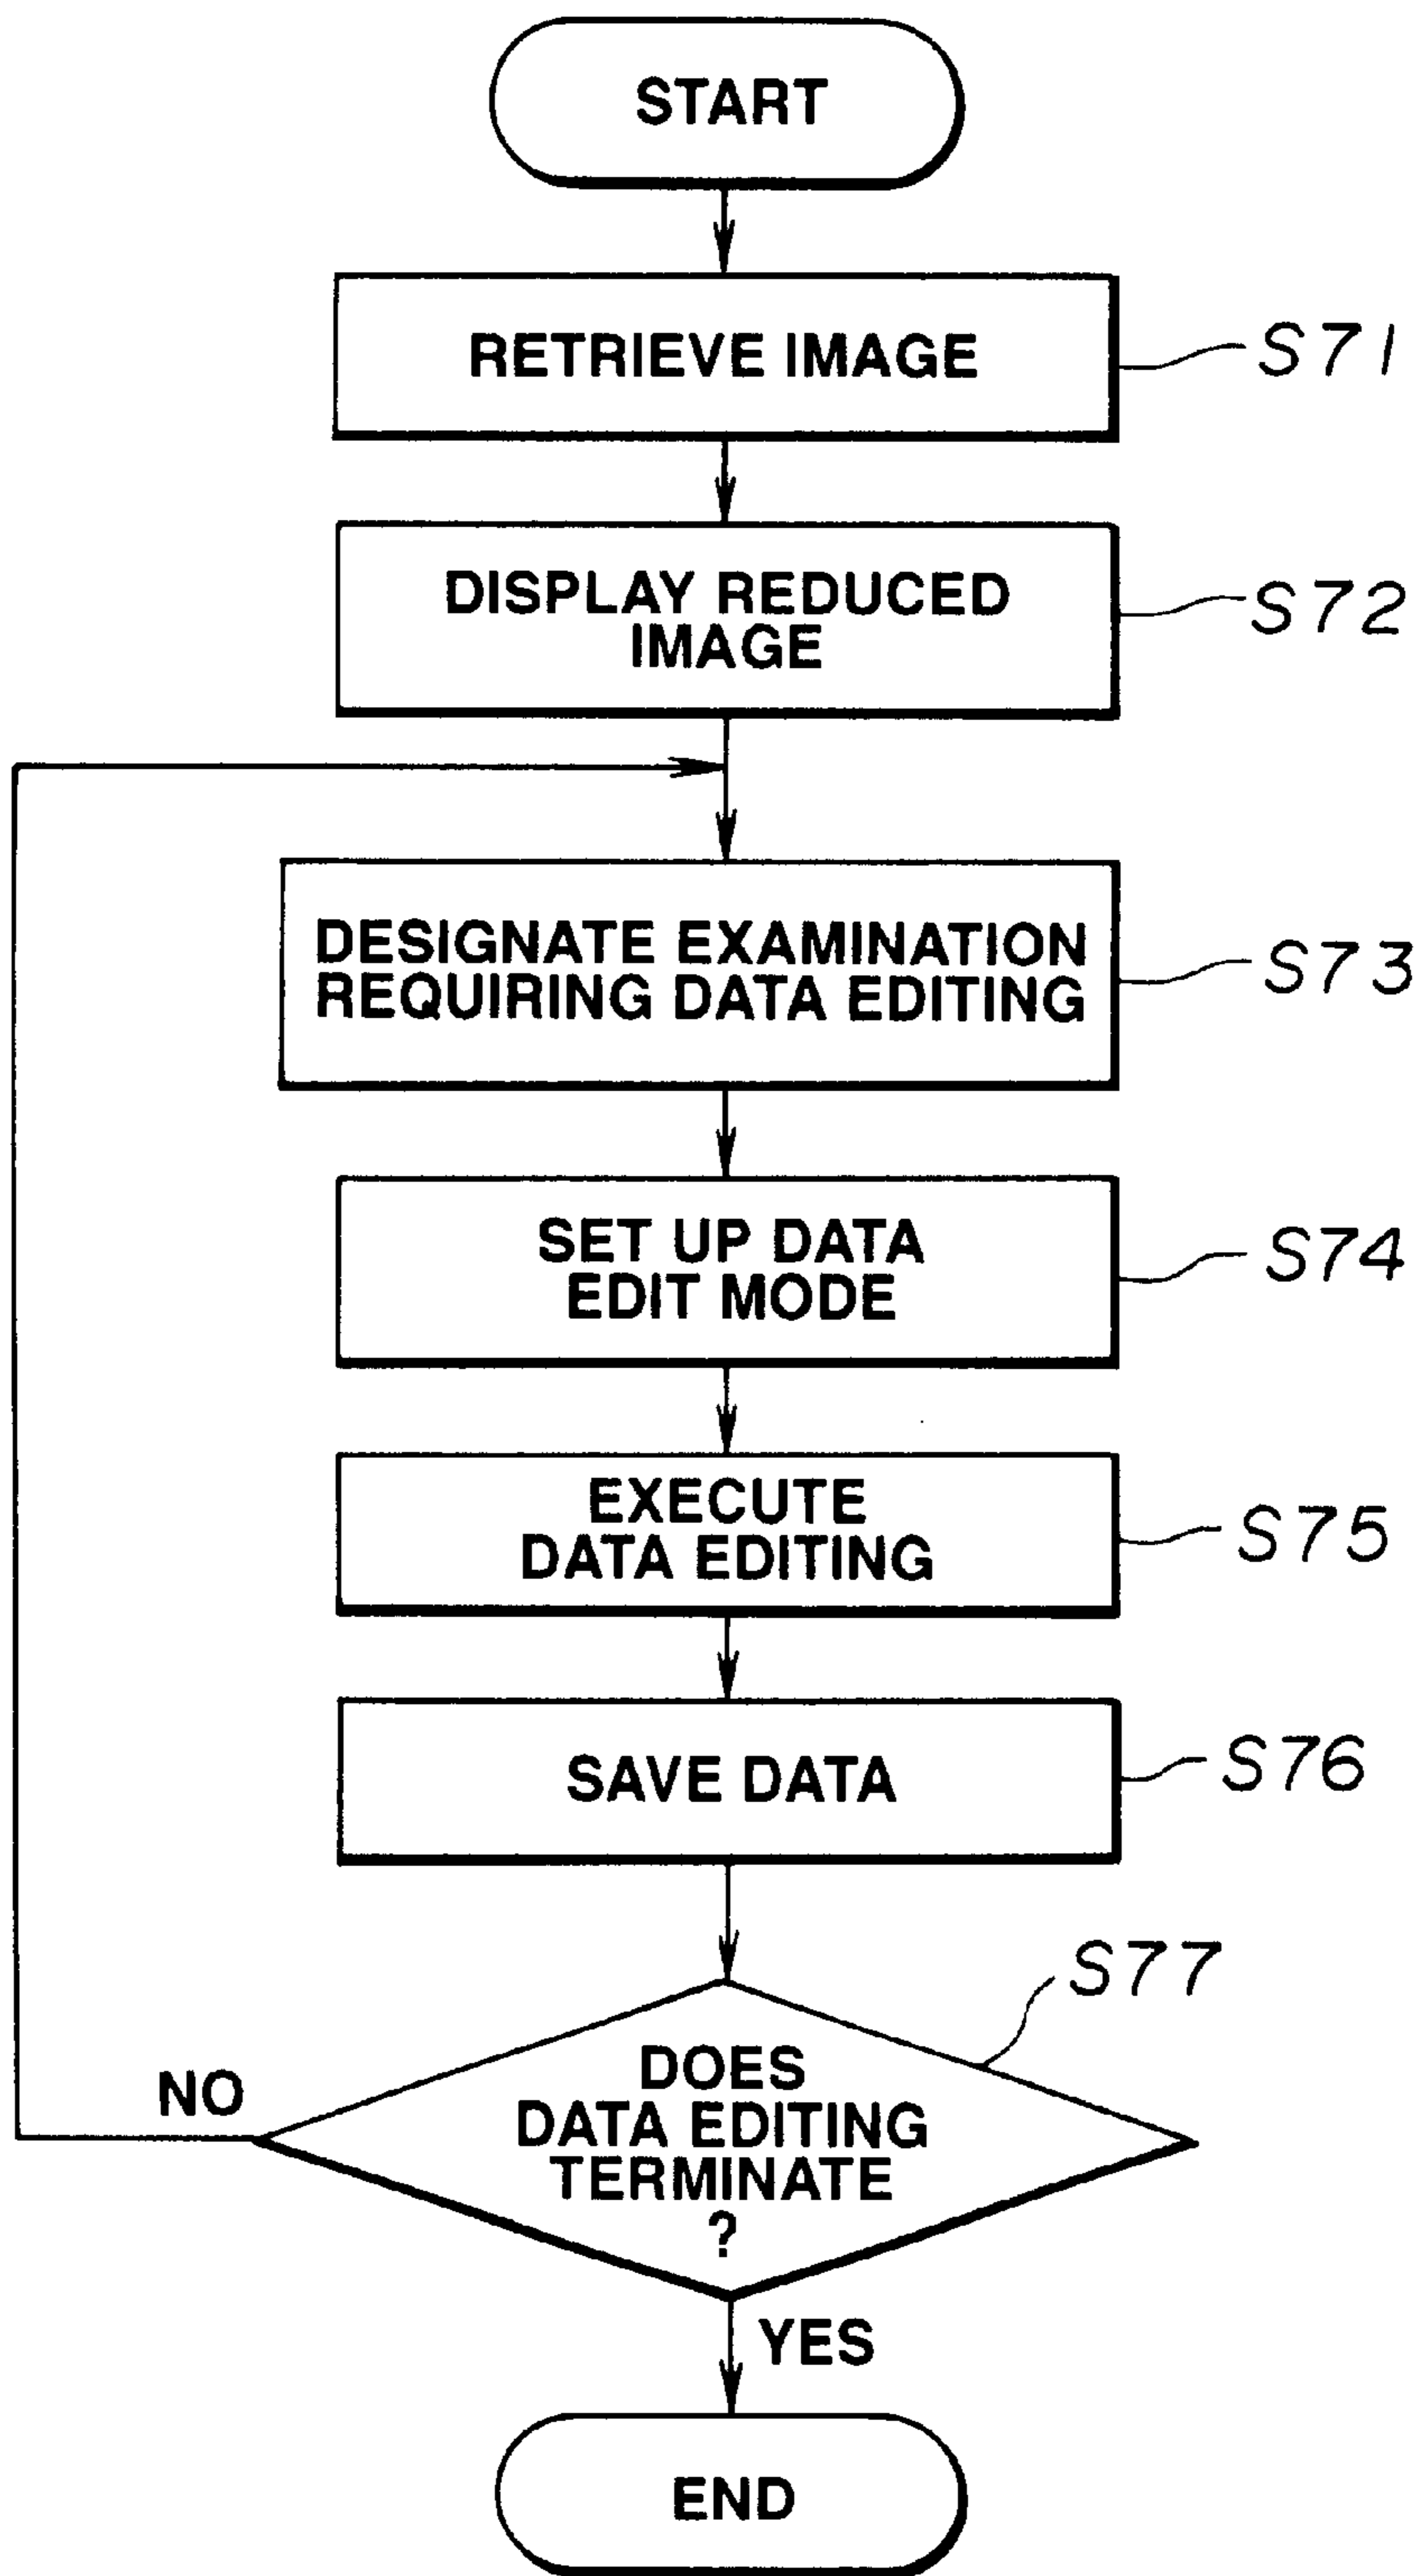 START
RETRIEVE IMAGE
S71
DISPLAY REDUCED
IMAGE
S72
DESIGNATE EXAMINATION
REQUIRING DATA EDITING
S73
SET UP DATA
EDIT MODE
S74
EXECUTE
DATA EDITING
S75
SAVE DATA
S76
S77
DOES
DATA EDITING
TERMINATE
?
NO
YES
END